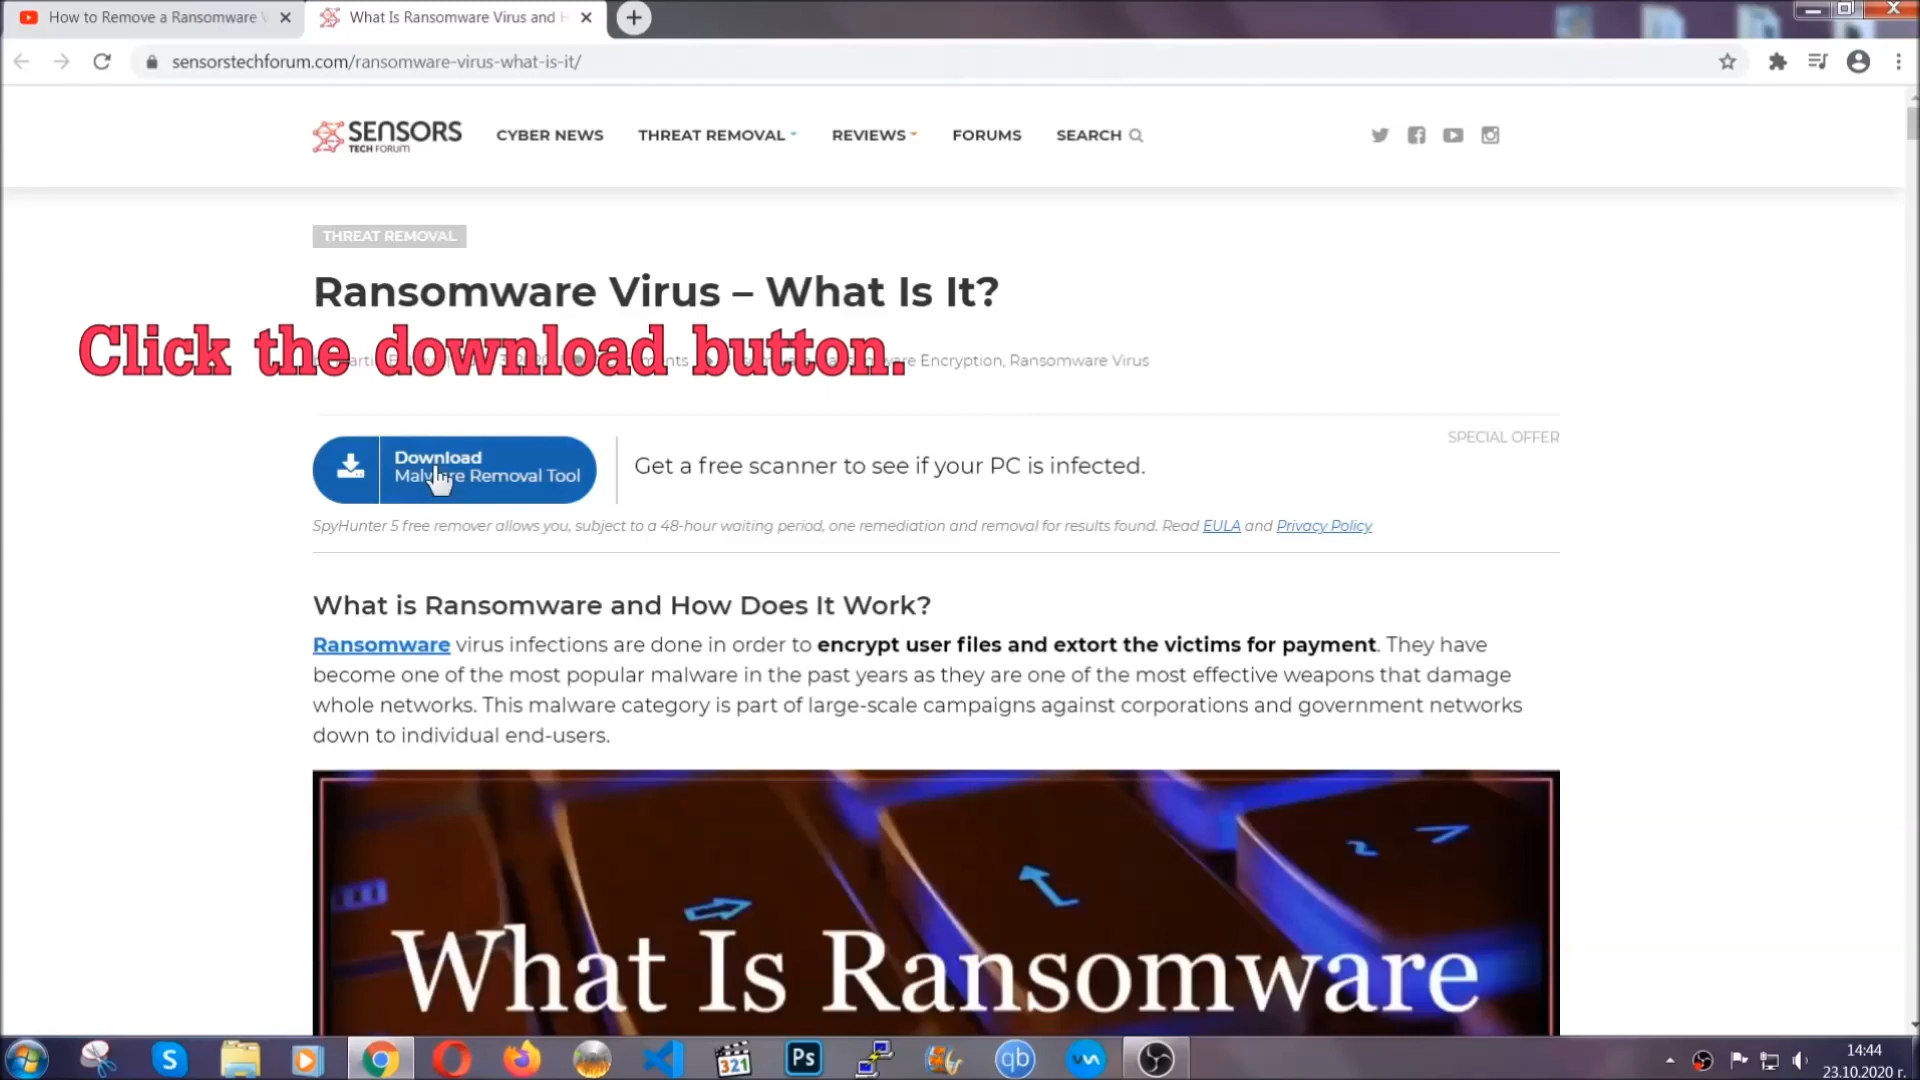 How to Remove a Ransomware V
What Is Ransomware Virus and H
sensorstechforum.com/ransomware-virus-what-is-it/
SENSORS
TECH FORUM
CYBER NEWS
THREAT REMOVAL
REVIEWS
FORUMS
SEARCH
THREAT REMOVAL
Ransomware Virus – What Is It?
Click the download button.
Encryption, Ransomware Virus
SPECIAL OFFER
Download
Malware Removal Tool
Get a free scanner to see if your PC is infected.
SpyHunter 5 free remover allows you, subject to a 48-hour waiting period, one remediation and removal for results found. Read EULA and Privacy Policy
What is Ransomware and How Does It Work?
Ransomware virus infections are done in order to encrypt user files and extort the victims for payment. They have
become one of the most popular malware in the past years as they are one of the most effective weapons that damage
whole networks. This malware category is part of large-scale campaigns against corporations and government networks
down to individual end-users.
What Is Ransomware
S
321
Ps
qb
14:44
23.10.2020 г.